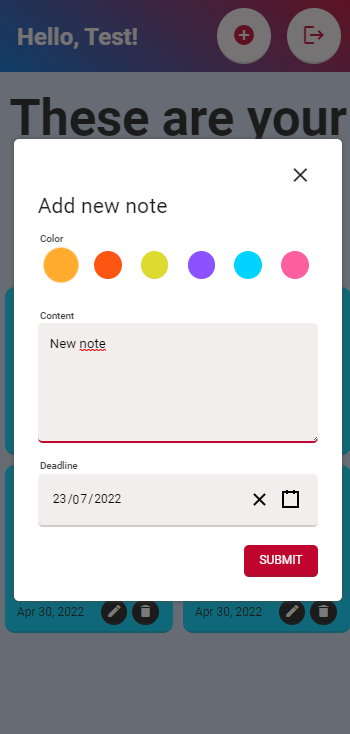 Hello, Test!
These are your
Add new note
Color
Content
New note
Deadline
23/07/2022
SUBMIT
Apr 30, 2022
Apr 30, 2022